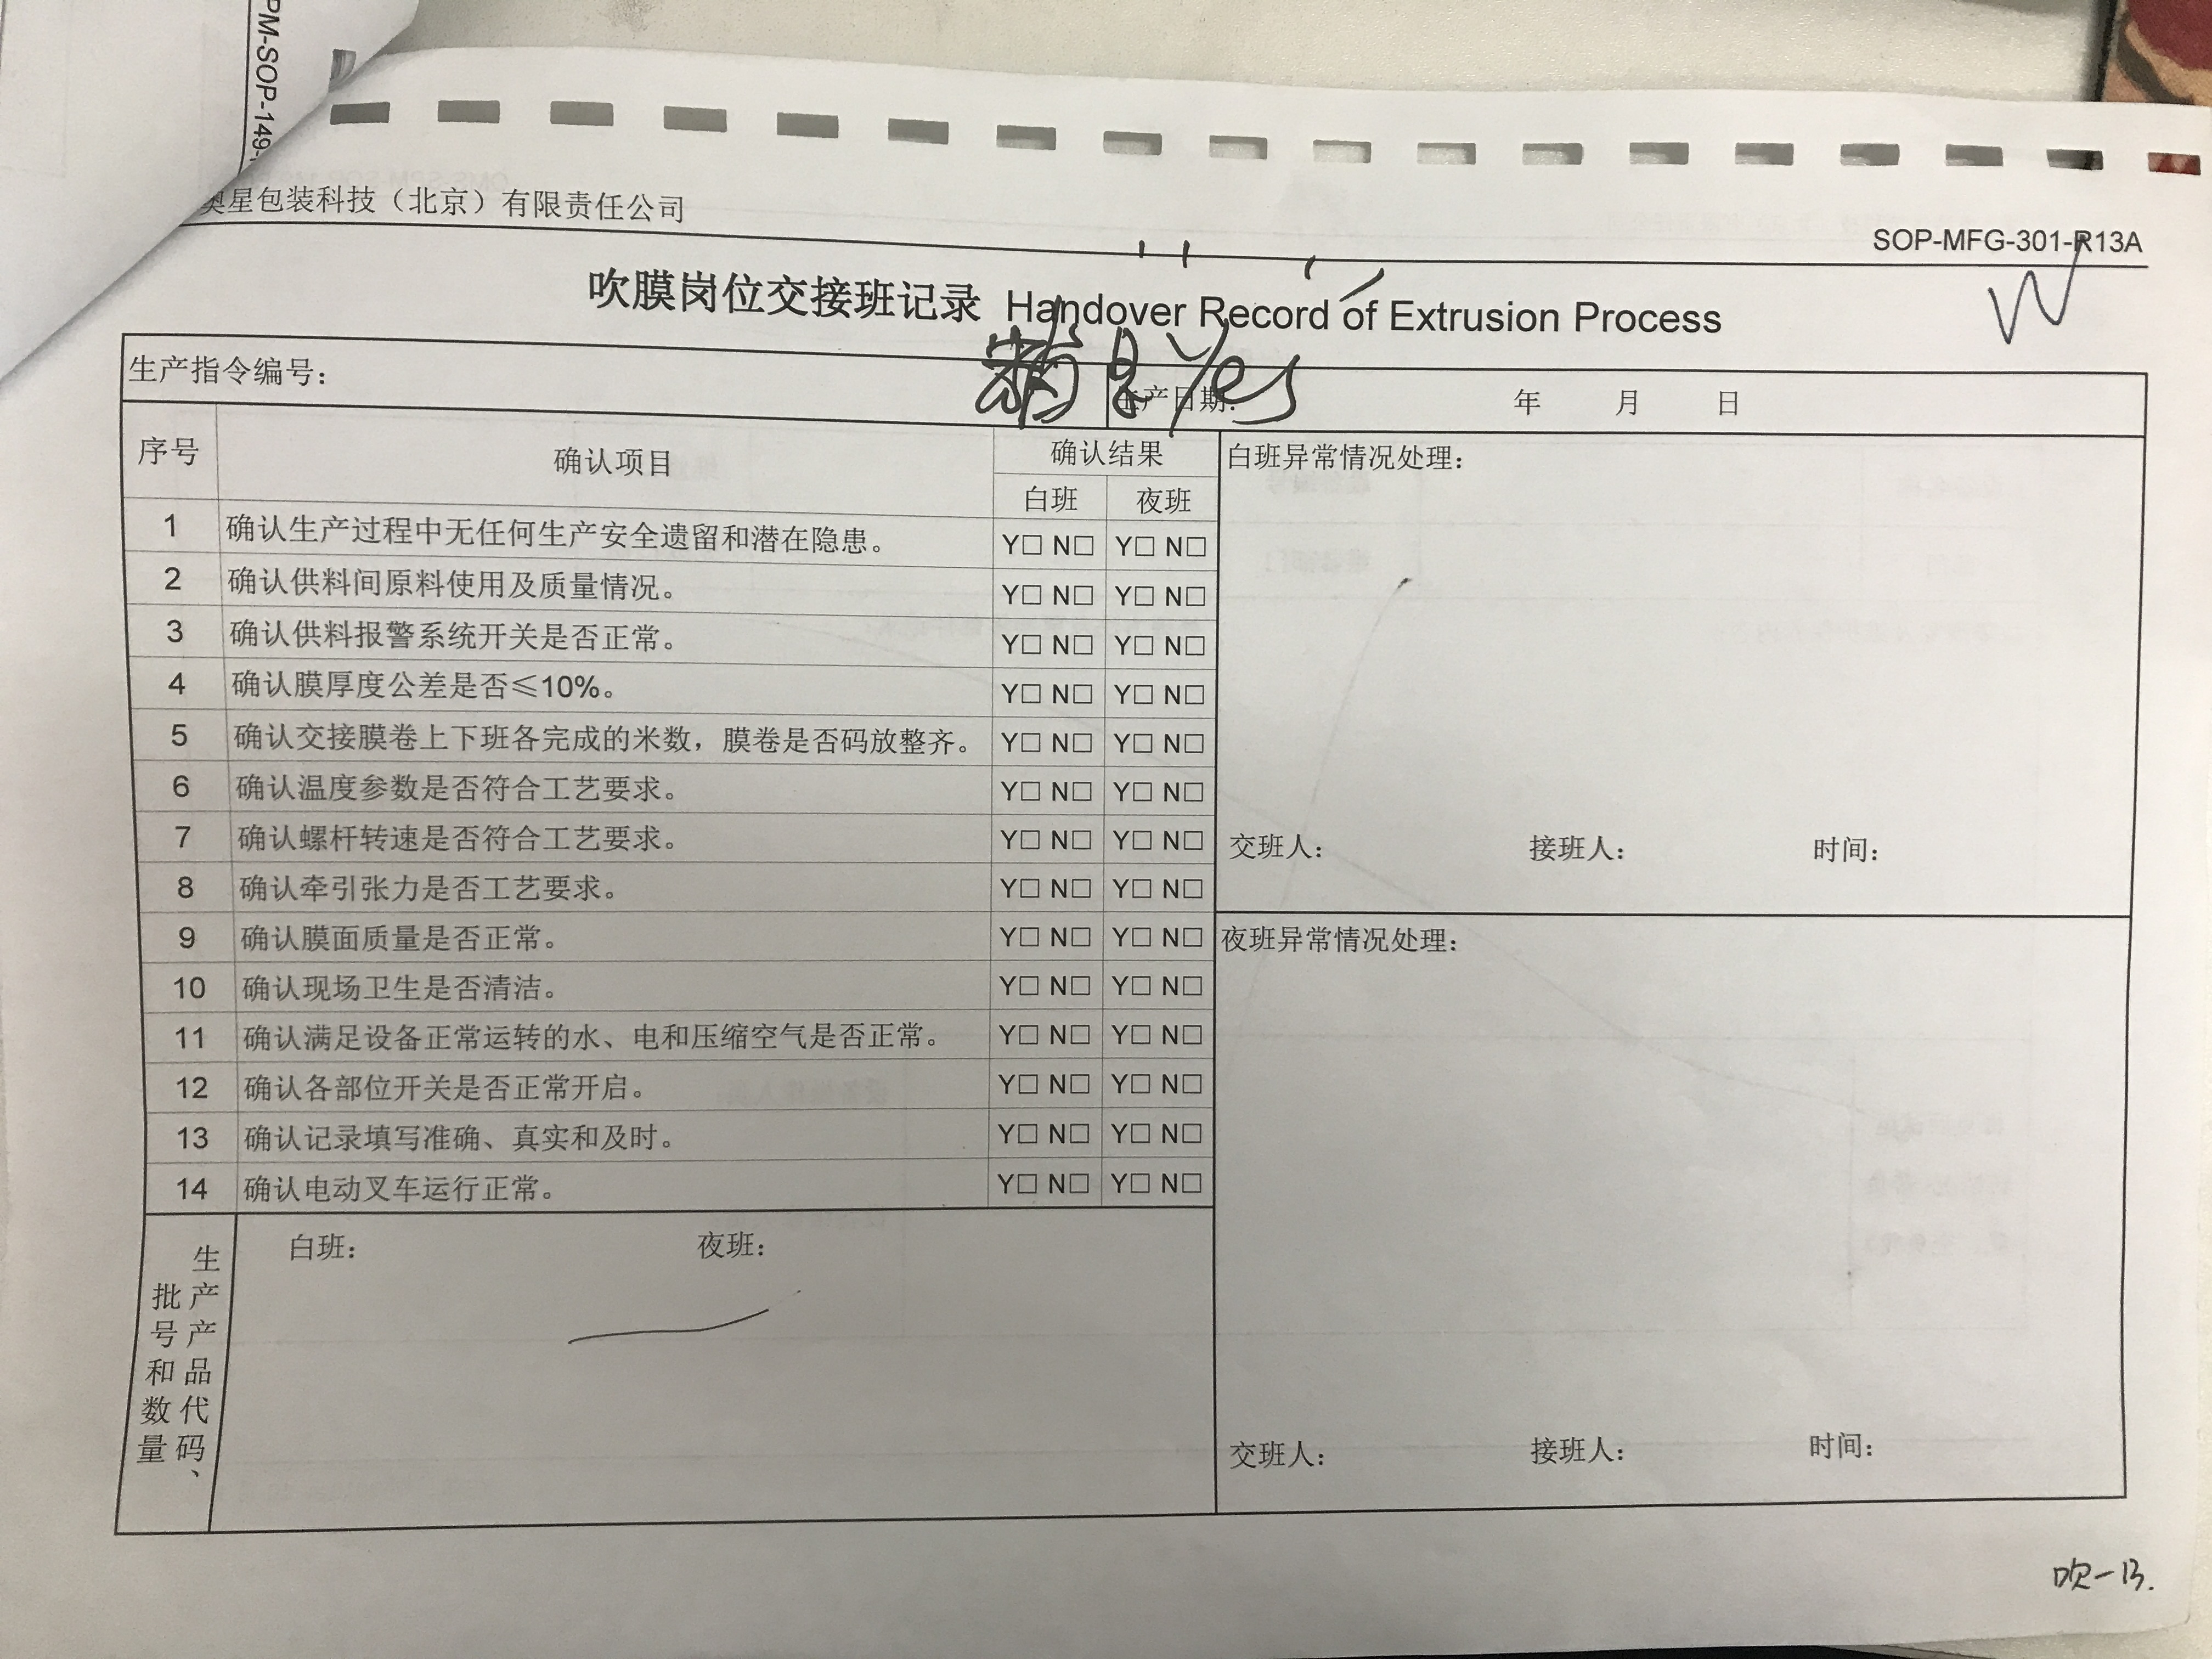 PM-SOP-149-
澳星包装科技（北京）有限责任公司
SOP-MFG-301-R13A
吹膜岗位交接班记录 Handover Record of Extrusion Process
Yes
生产指令编号：
生产日期： 年 月 日
序号 确认项目 确认结果
白班 夜班
1 确认生产过程中无任何生产安全遗留和潜在隐患。 Y□ N□ Y□ N□
2 确认供料间原料使用及质量情况。 Y□ N□ Y□ N□
3 确认供料报警系统开关是否正常。 Y□ N□ Y□ N□
4 确认膜厚度公差是否≤10%。 Y□ N□ Y□ N□
5 确认交接膜卷上下班各完成的米数，膜卷是否码放整齐。 Y□ N□ Y□ N□
6 确认温度参数是否符合工艺要求。 Y□ N□ Y□ N□
7 确认螺杆转速是否符合工艺要求。 Y□ N□ Y□ N□
8 确认牵引张力是否工艺要求。 Y□ N□ Y□ N□
9 确认膜面质量是否正常。 Y□ N□ Y□ N□
10 确认现场卫生是否清洁。 Y□ N□ Y□ N□
11 确认满足设备正常运转的水、电和压缩空气是否正常。 Y□ N□ Y□ N□
12 确认各部位开关是否正常开启。 Y□ N□ Y□ N□
13 确认记录填写准确、真实和及时。 Y□ N□ Y□ N□
14 确认电动叉车运行正常。 Y□ N□ Y□ N□
生产产品代码、
批号和数量
白班： 夜班：
白班异常情况处理：
交班人： 接班人： 时间：
夜班异常情况处理：
交班人： 接班人： 时间：
吹-13.